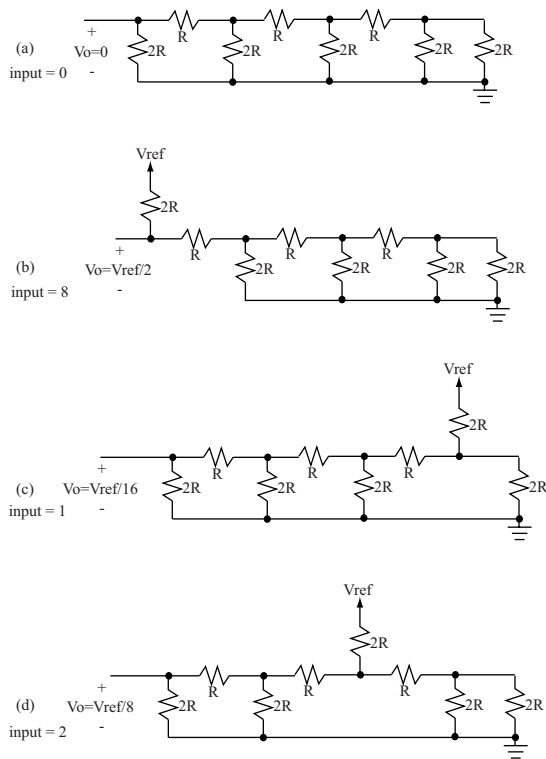 +
R
R
R
(a)
Vo=0
2R
2R
2R
2R
2R
input = 0
-
Vref
2R
+
R
R
R
(b)
Vo=Vref/2
2R
2R
2R
2R
input = 8
-
Vref
2R
+
R
R
R
(c)
Vo=Vref/16
2R
2R
2R
2R
input = 1
-
Vref
2R
+
R
R
R
(d)
Vo=Vref/8
2R
2R
2R
2R
input = 2
-